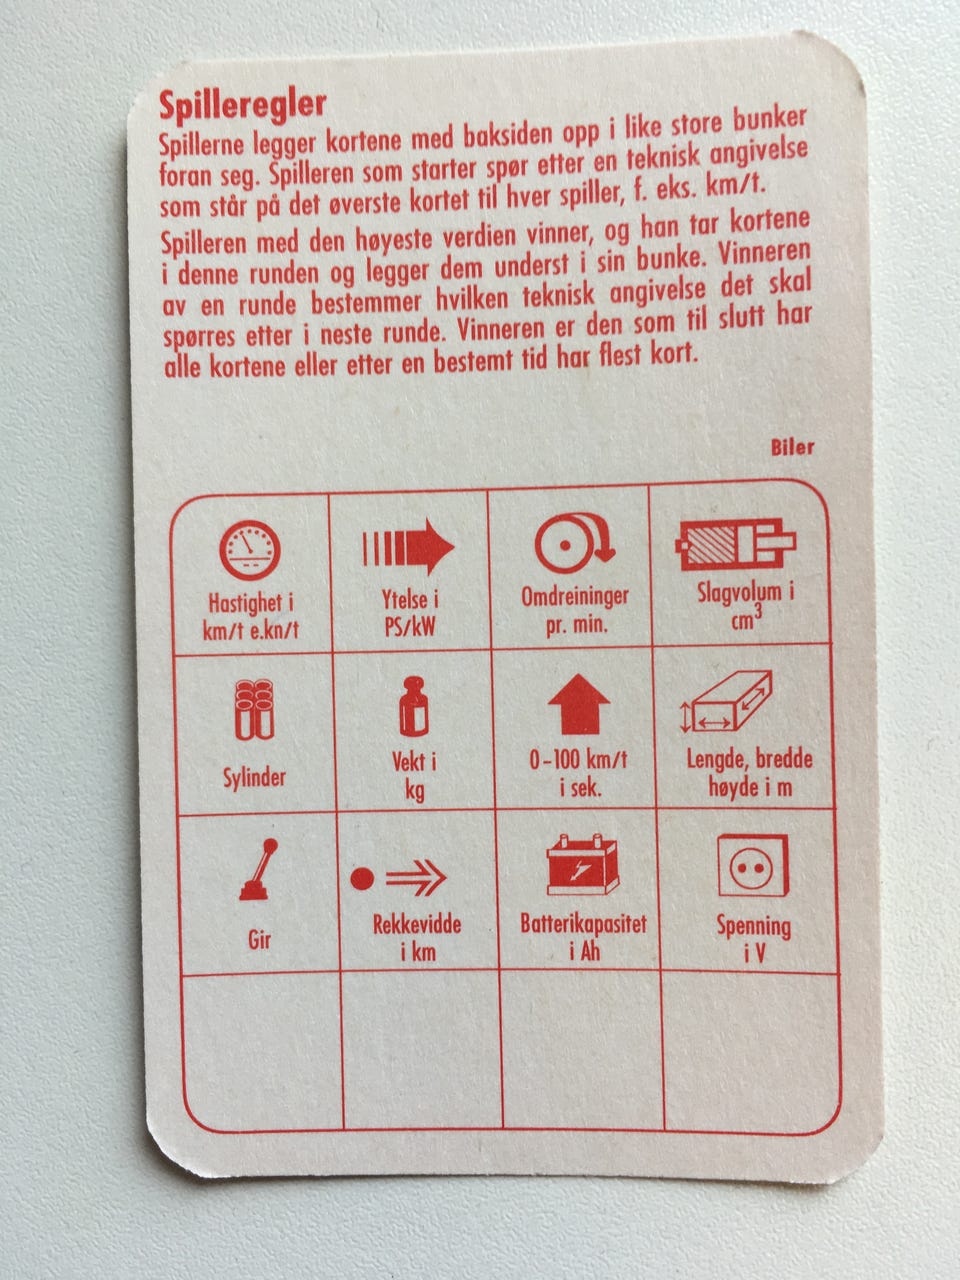 Spilleregler
Spillerne legger kortene med baksiden opp i like store bunker
foran seg. Spilleren som starter spør etter en teknisk angivelse
som står på det øverste kortet til hver spiller, f. eks. km/t.
Spilleren med den høyeste verdien vinner, og han tar kortene
i denne runden og legger dem underst i sin bunke. Vinneren
av en runde bestemmer hvilken teknisk angivelse det skal
spørres etter i neste runde. Vinneren er den som til slutt har
alle kortene eller etter en bestemt tid har flest kort.
Biler
Hastighet i
km/t e.kn/t
Ytelse i
PS/kW
Omdreininger
pr. min.
Slagvolum i
cm³
Sylinder
Vekt i
kg
0–100 km/t
i sek.
Lengde, bredde
høyde i m
Gir
Rekkevidde
i km
Batterikapasitet
i Ah
Spenning
i V